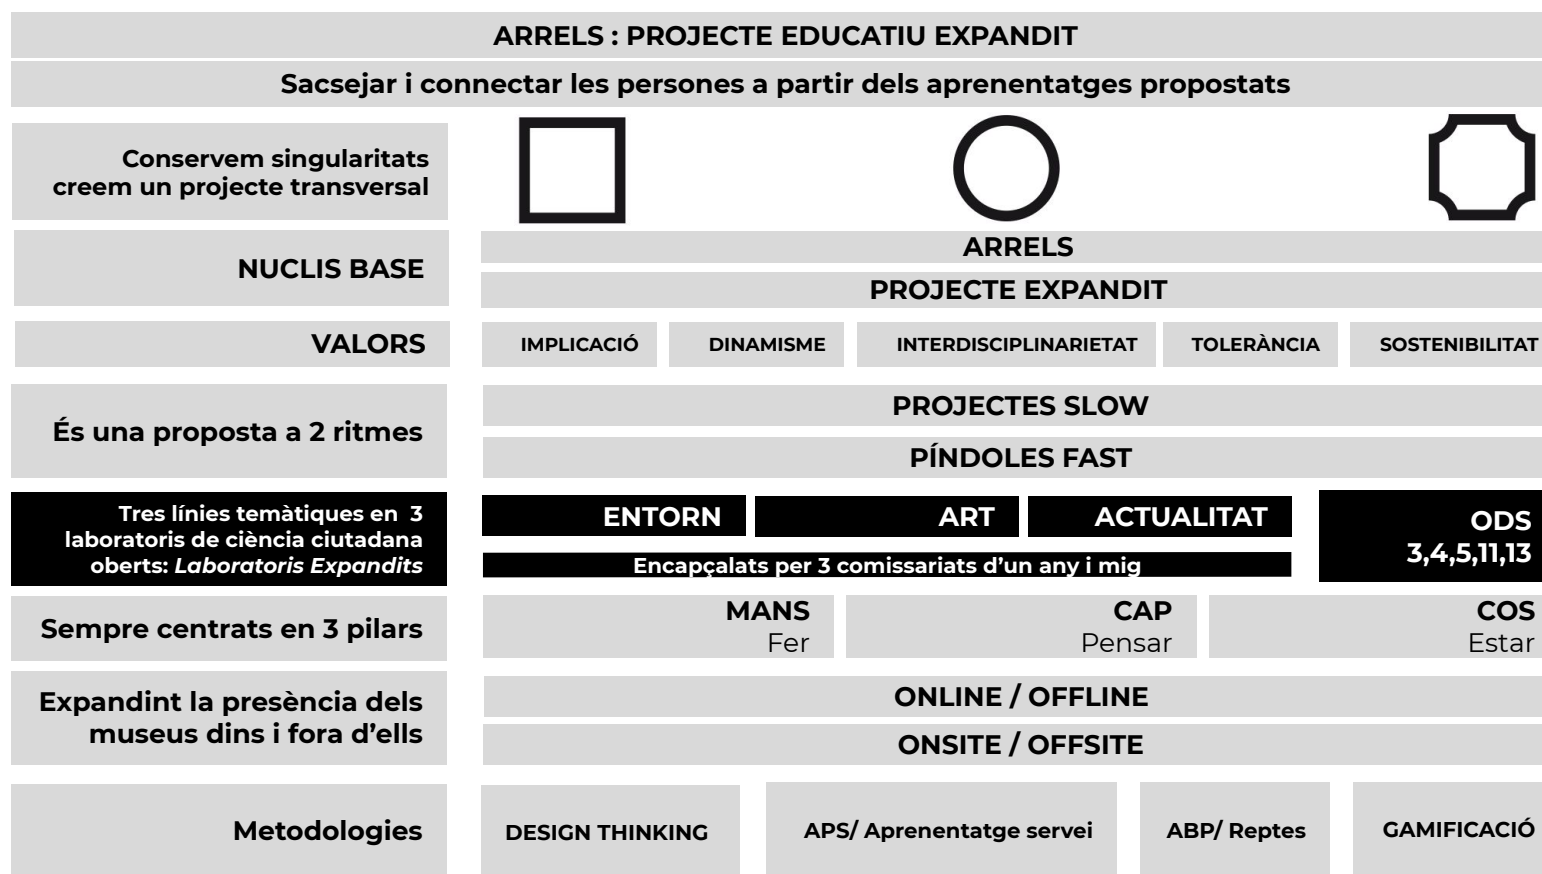 ARRELS : PROJECTE EDUCATIU EXPANDIT
Sacsejar i connectar les persones a partir dels aprenentatges propostats
Conservem singularitats
creem un projecte transversal
NUCLIS BASE
ARRELS
PROJECTE EXPANDIT
VALORS
IMPLICACIÓ
DINAMISME
INTERDISCIPLINARIETAT
TOLERÀNCIA
SOSTENIBILITAT
És una proposta a 2 ritmes
PROJECTES SLOW
PÍNDOLES FAST
Tres línies temàtiques en 3
laboratoris de ciència ciutadana
oberts: Laboratoris Expandits
ENTORN
ART
ACTUALITAT
Encapçalats per 3 comissariats d'un any i mig
ODS
3,4,5,11,13
Sempre centrats en 3 pilars
MANS
Fer
CAP
Pensar
COS
Estar
Expandint la presència dels
museus dins i fora d'ells
ONLINE / OFFLINE
ONSITE / OFFSITE
Metodologies
DESIGN THINKING
APS/ Aprenentatge servei
ABP/ Reptes
GAMIFICACIÓ